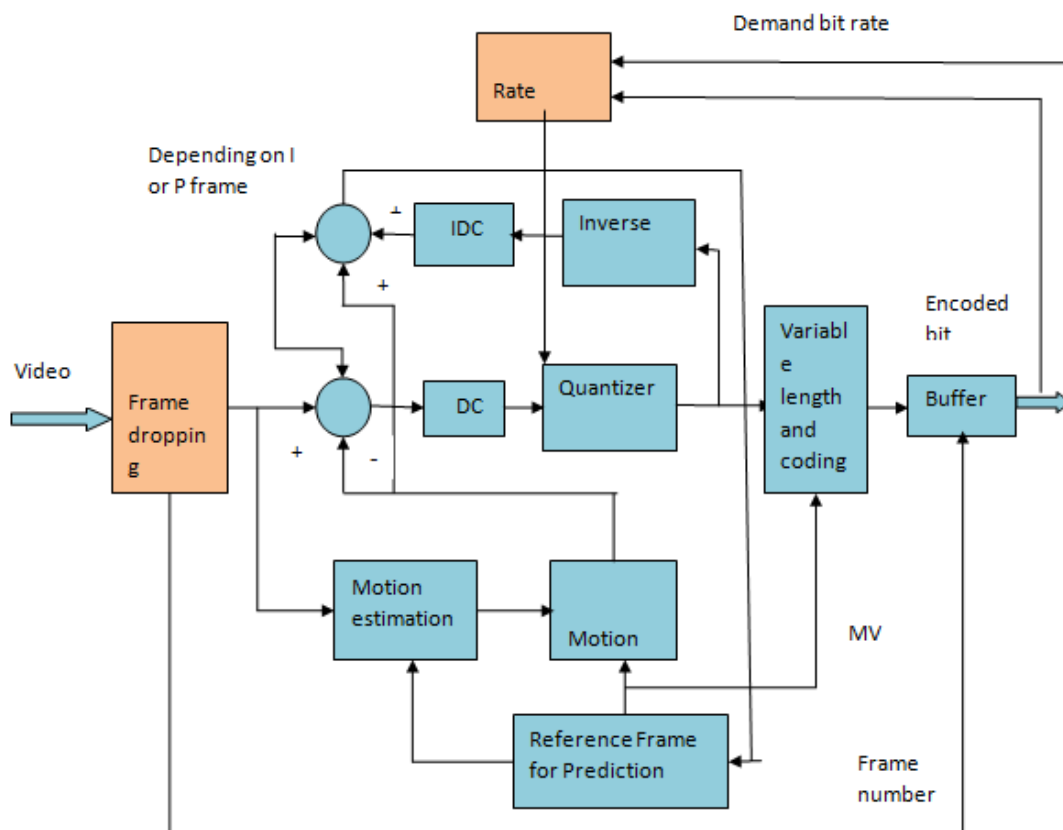 Demand bit rate
Rate
Depending on I
or P frame
+
IDC
Inverse
+
Encoded
bit
Video
Frame
droppin
g
+
-
DC
Quantizer
Variabl
e
length
and
coding
Buffer
Motion
estimation
Motion
MV
Reference Frame
for Prediction
Frame
number